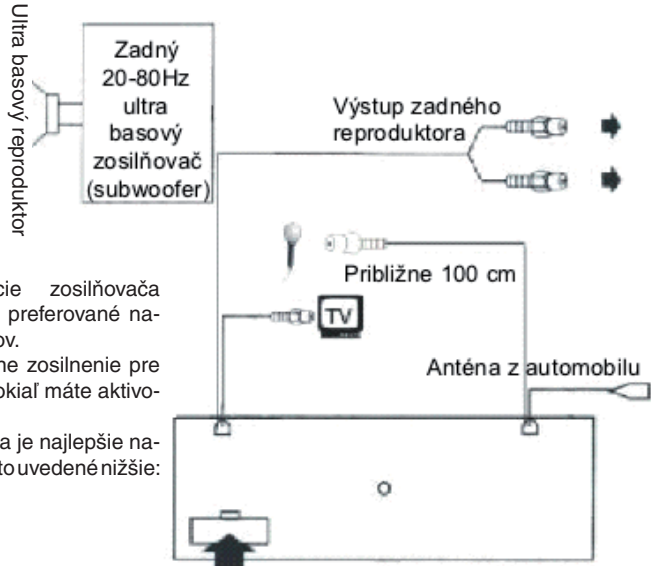 Ultra basový reproduktor
Zadný
20-80Hz
ultra
basový
zosilňovač
(subwoofer)
Výstup zadného
reproduktora
Približne 100 cm
TV
Anténa z automobilu
cie zosilňovača
preferované na-
ov.
ne zosilnenie pre
okiaľ máte aktivo-
a je najlepšie na-
to uvedené nižšie: